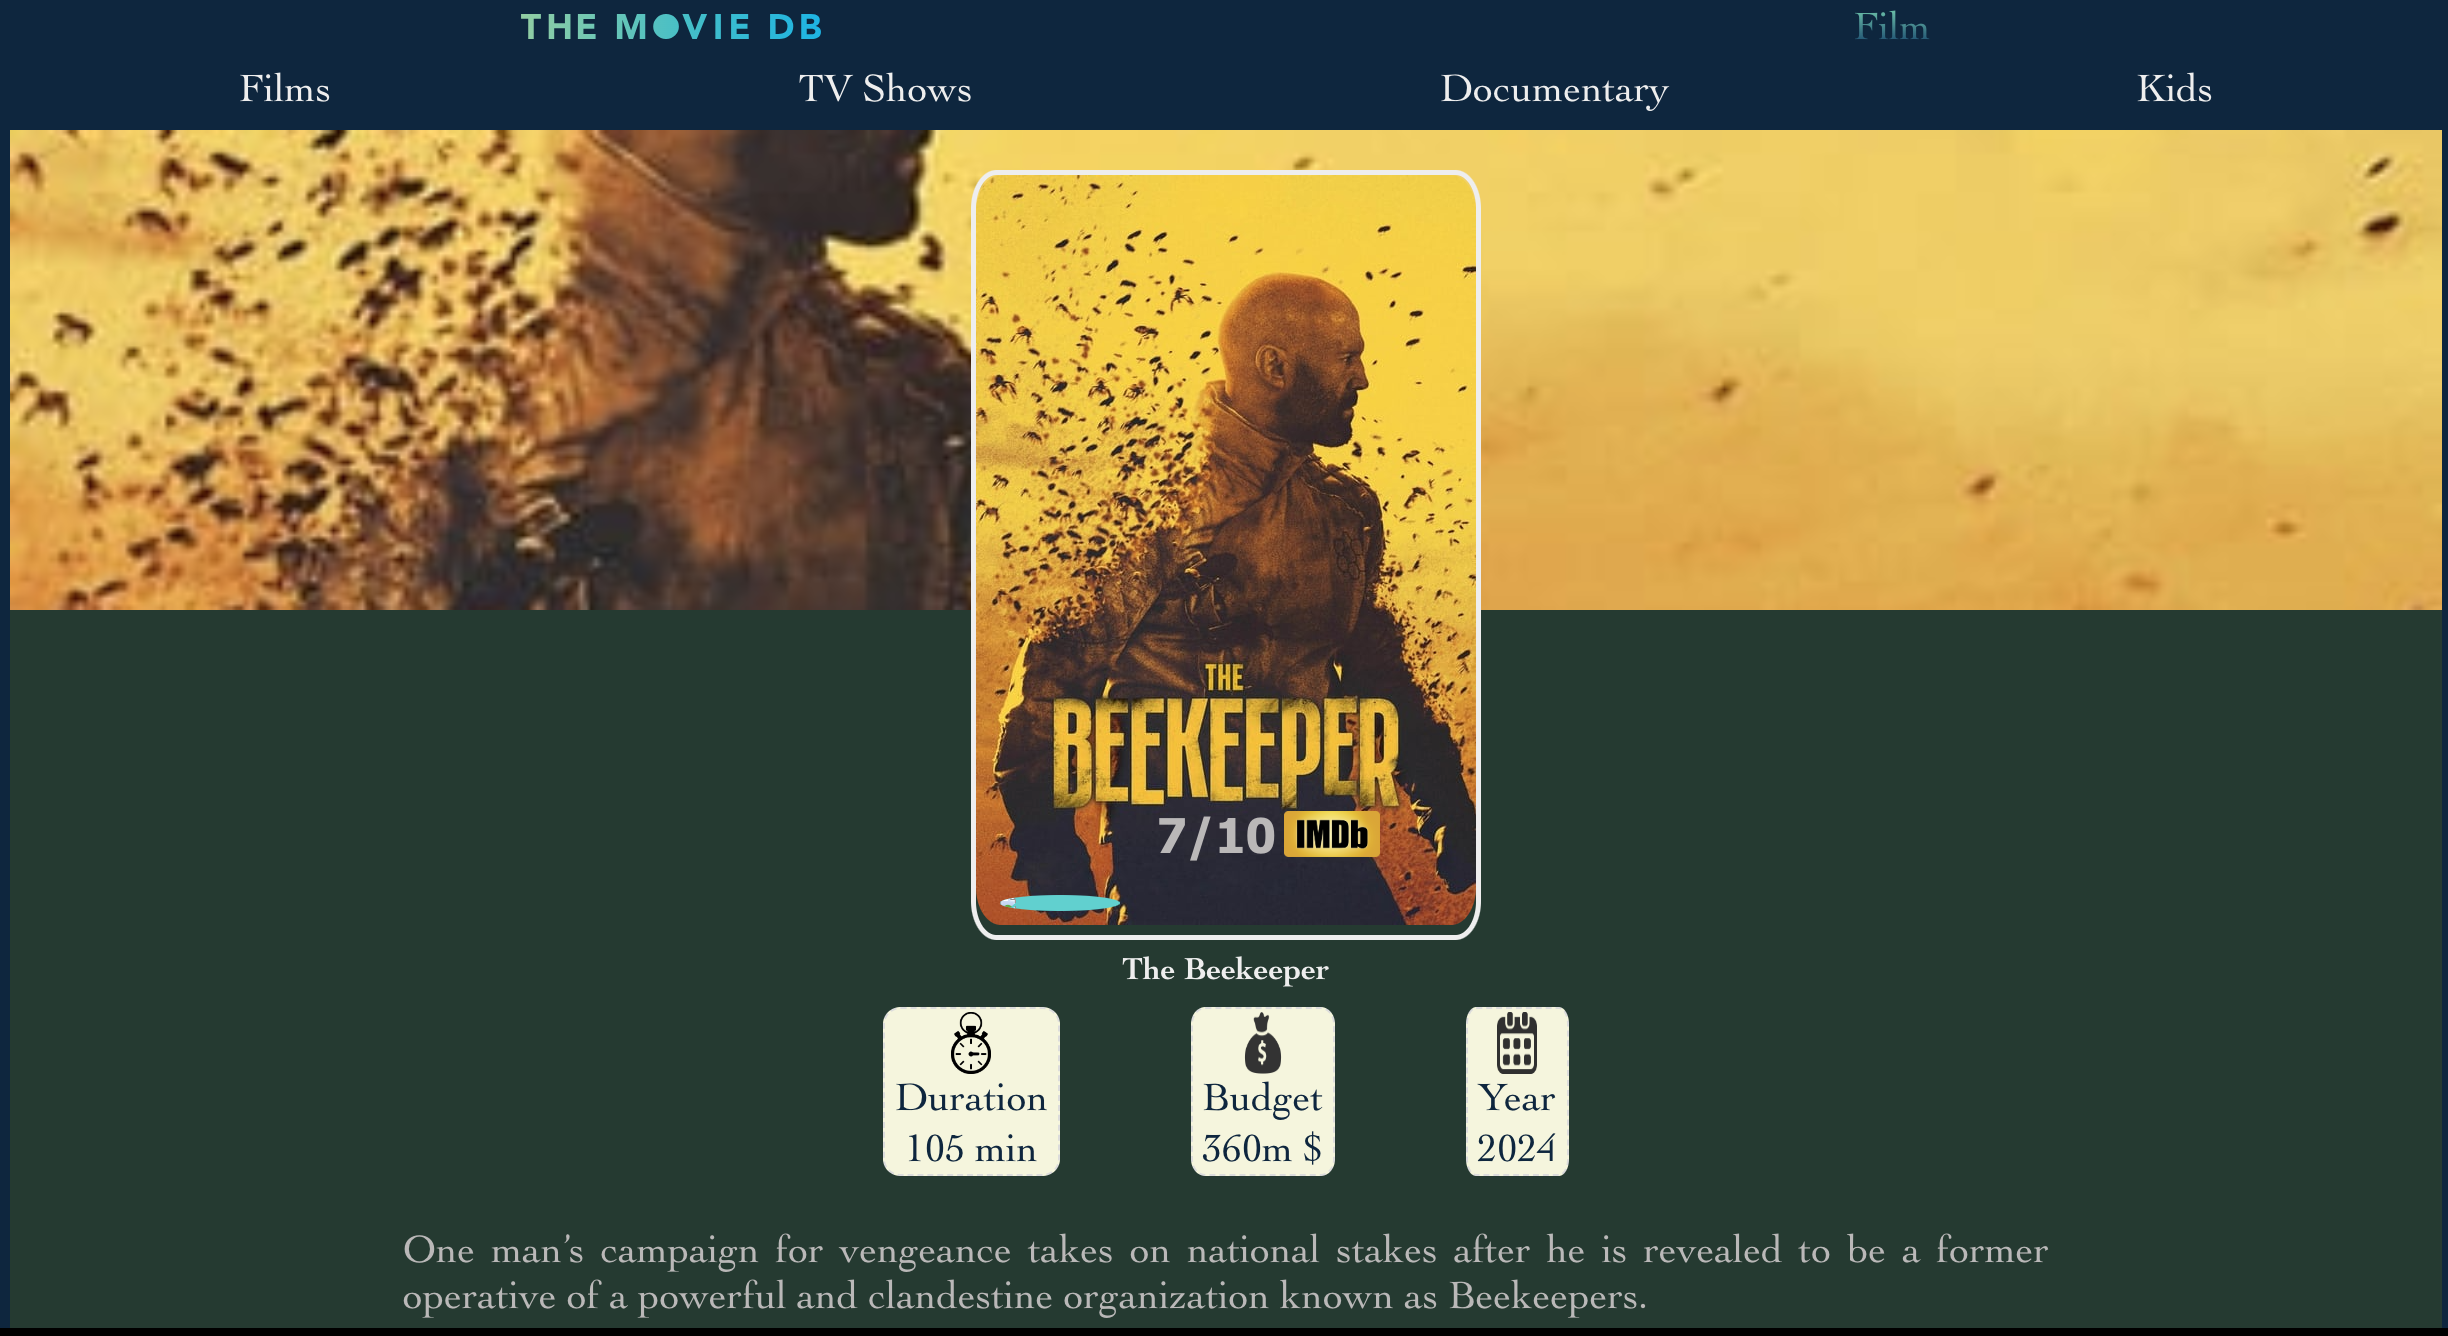 THE MOVIE DB
Film
Films
TV Shows
Documentary
Kids
THE
BEEKEEPER
7/10 IMDb
The Beekeeper
$
Duration
105 min
Budget
360m $
Year
2024
One man’s campaign for vengeance takes on national stakes after he is revealed to be a former
operative of a powerful and clandestine organization known as Beekeepers.